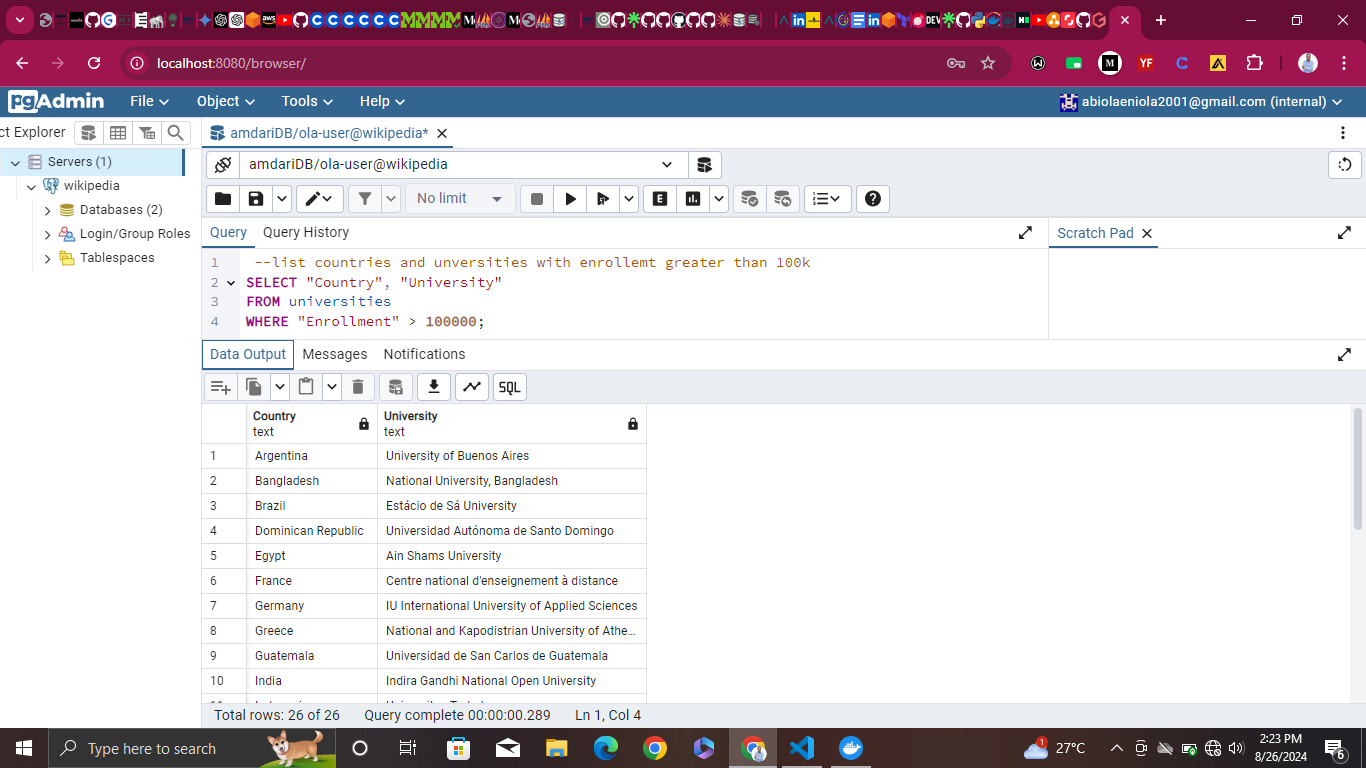 localhost:8080/browser/
pgAdmin File Object Tools Help abiolaeniola2001@gmail.com (internal)
ct Explorer
amdariDB/ola-user@wikipedia*
Servers (1)
wikipedia
Databases (2)
Login/Group Roles
Tablespaces
amdariDB/ola-user@wikipedia
No limit
E
Query Query History
Scratch Pad
1 --list countries and unversities with enrollemt greater than 100k
2 SELECT "Country", "University"
3 FROM universities
4 WHERE "Enrollment" > 100000;
Data Output Messages Notifications
SQL
Country University
text text
1 Argentina University of Buenos Aires
2 Bangladesh National University, Bangladesh
3 Brazil Estácio de Sá University
4 Dominican Republic Universidad Autónoma de Santo Domingo
5 Egypt Ain Shams University
6 France Centre national d'enseignement à distance
7 Germany IU International University of Applied Sciences
8 Greece National and Kapodistrian University of Athe...
9 Guatemala Universidad de San Carlos de Guatemala
10 India Indira Gandhi National Open University
Total rows: 26 of 26 Query complete 00:00:00.289 Ln 1, Col 4
Type here to search
27°C
2:23 PM
8/26/2024